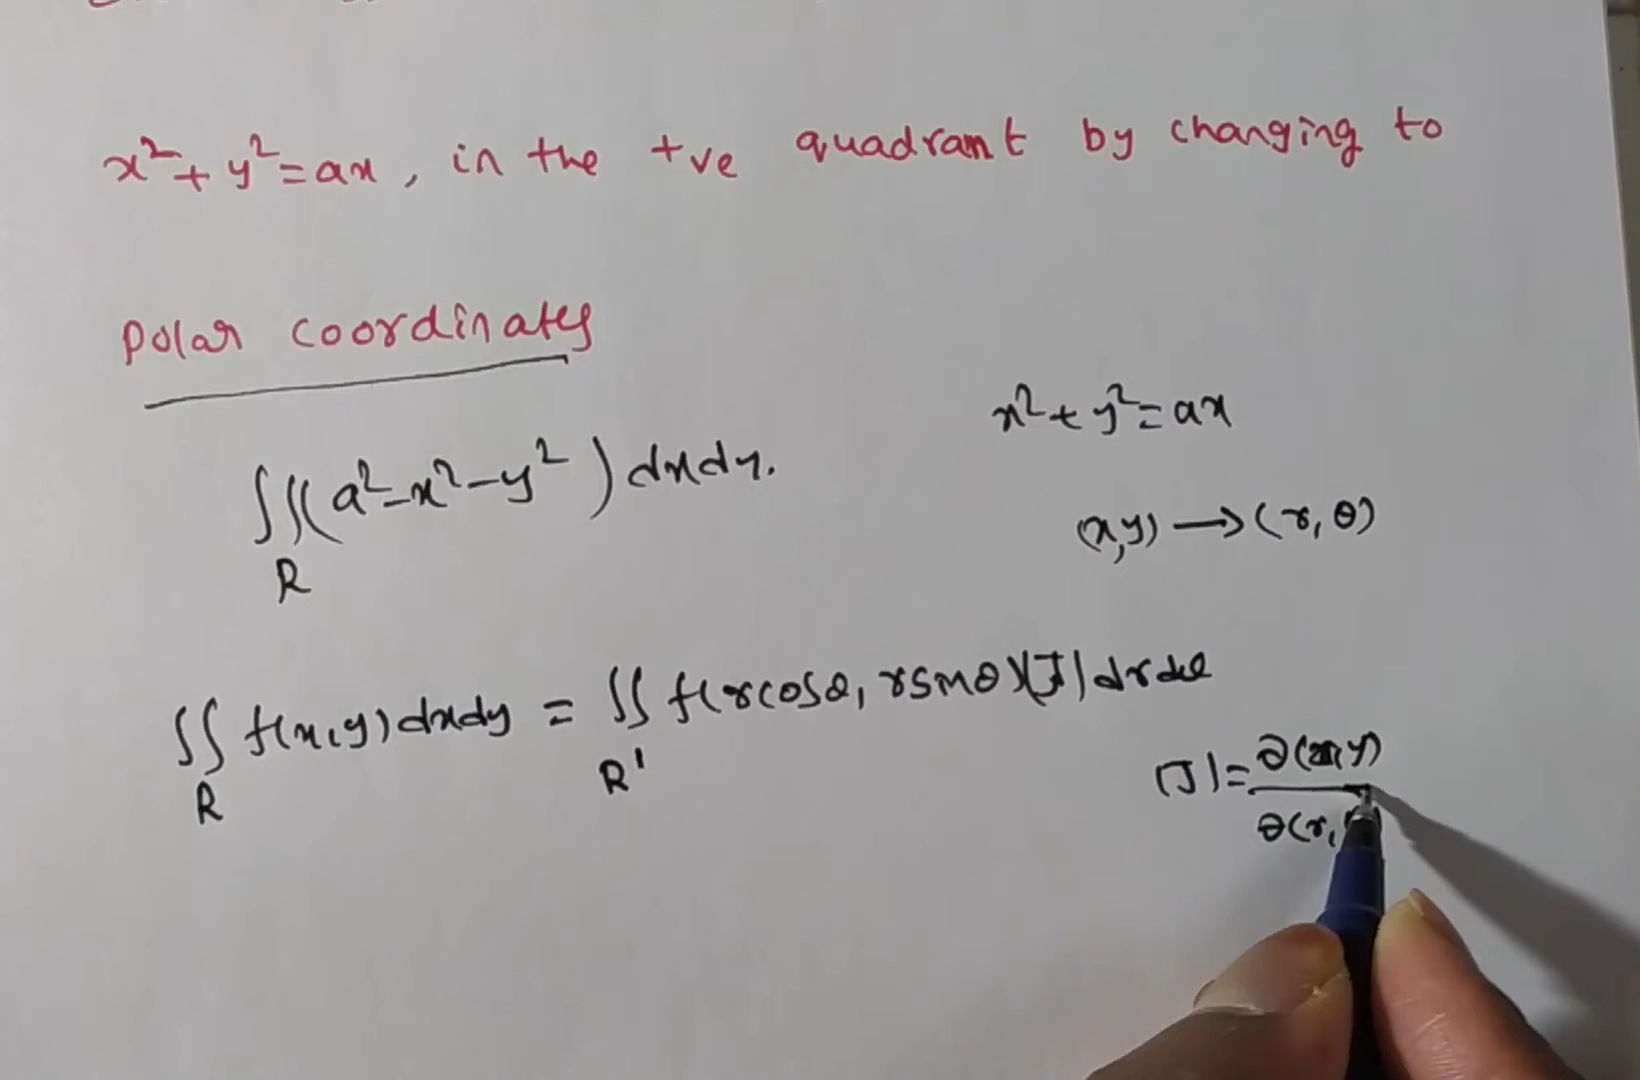 x²+y²=ax, in the +ve quadrant by changing to
Polar coordinates
∬(a²-x²-y²)dxdy.
R
x²+y²=ax
(x,y)→(r,θ)
∬ f(x,y)dxdy = ∬ f(rcosθ, rsinθ)|J|drdθ
R R'
|J|=∂(x,y)
∂(r,